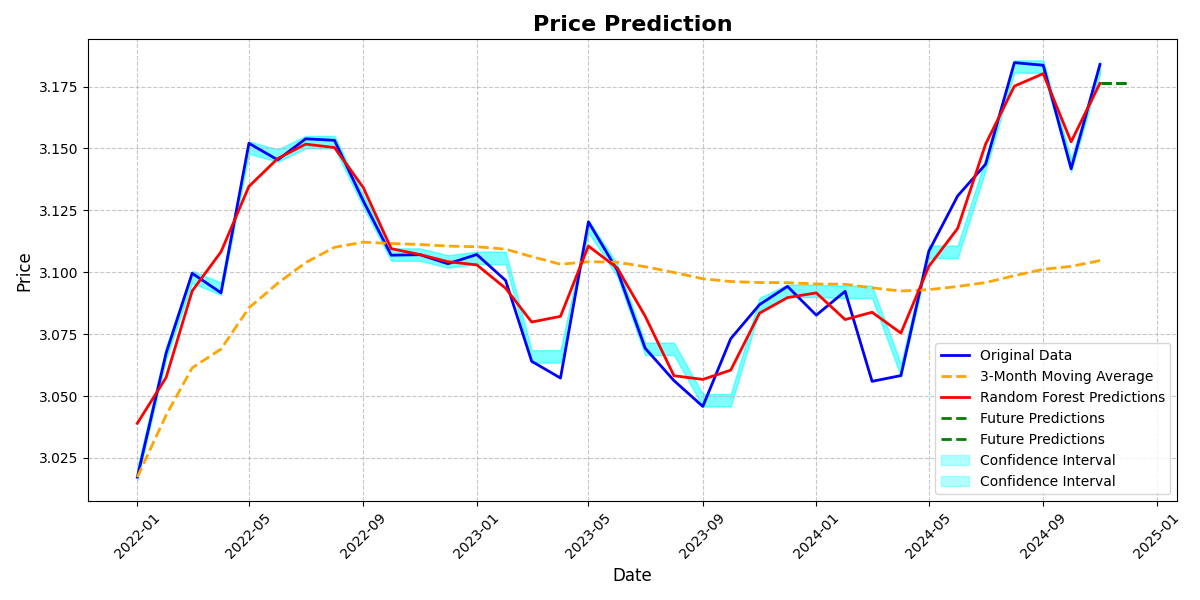 Price Prediction
Price
3.175
3.150
3.125
3.100
3.075
3.050
3.025
Original Data
3-Month Moving Average
Random Forest Predictions
Future Predictions
Future Predictions
Confidence Interval
Confidence Interval
2022-01
2022-05
2022-09
2023-01
2023-05
2023-09
2024-01
2024-05
2024-09
2025-01
Date